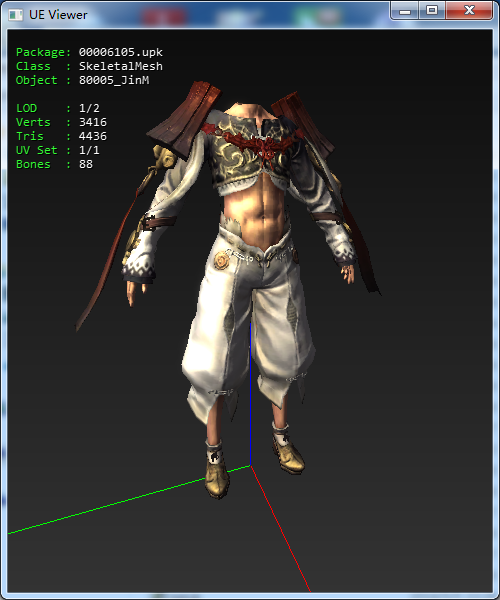 UE Viewer
Package: 00006105.upk
Class : SkeletalMesh
Object : 80005_JinM
LOD : 1/2
Verts : 3416
Tris : 4436
UV Set : 1/1
Bones : 88